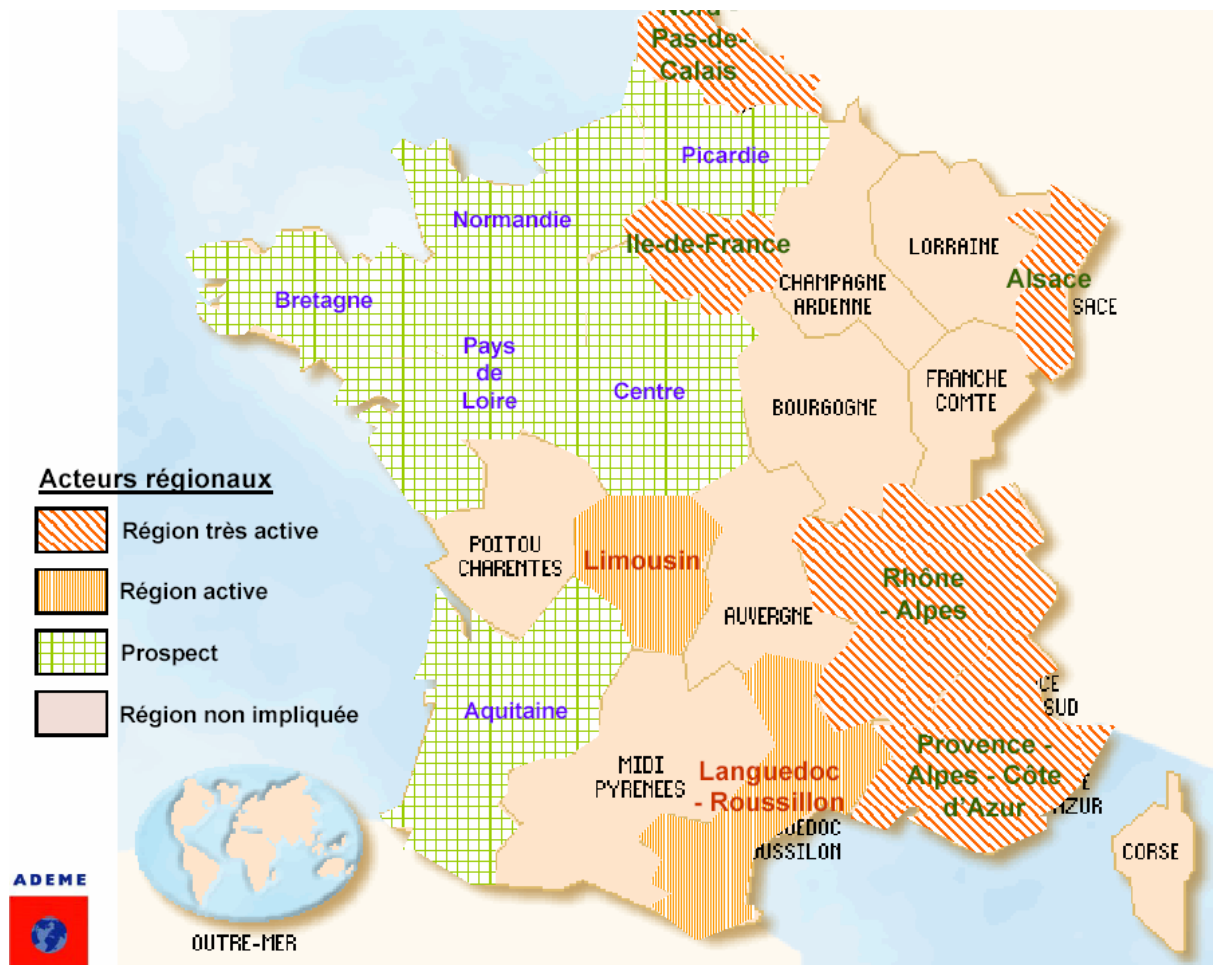 Nord -
Pas-de-
Calais
Picardie
Normandie
Ile-de-France
LORRAINE
Alsace
SACE
CHAMPAGNE
ARDENNE
Bretagne
Pays
de
Loire
Centre
BOURGOGNE
FRANCHE
COMTE
Acteurs régionaux
Région très active
Région active
Prospect
Région non impliquée
POITOU
CHARENTES
Limousin
AUVERGNE
Rhône
- Alpes
CE
SUD
Aquitaine
MIDI
PYRENEES
Languedoc
- Roussillon
UEDOC
USSILON
Provence -
Alpes - Côte
d'Azur
E
AZUR
CORSE
ADEME
OUTRE-MER